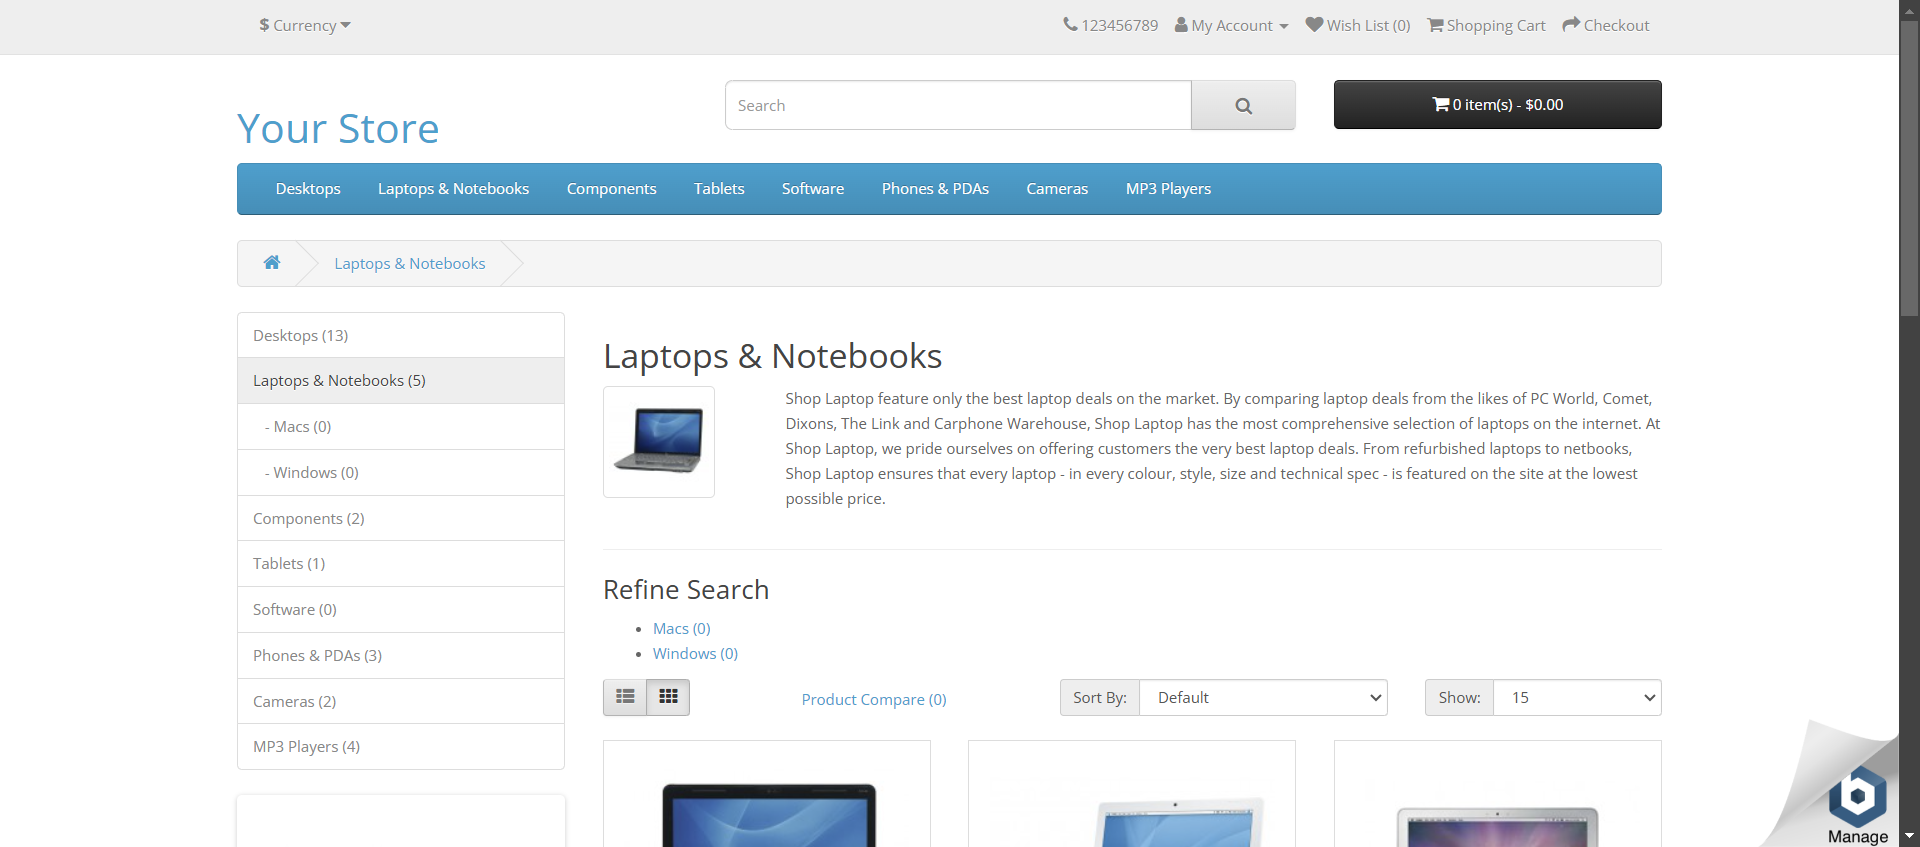 $ Currency
123456789 My Account Wish List (0) Shopping Cart Checkout
Your Store
Search
0 item(s) - $0.00
Desktops Laptops & Notebooks Components Tablets Software Phones & PDAs Cameras MP3 Players
Laptops & Notebooks
Desktops (13)
Laptops & Notebooks (5)
- Macs (0)
- Windows (0)
Components (2)
Tablets (1)
Software (0)
Phones & PDAs (3)
Cameras (2)
MP3 Players (4)
Laptops & Notebooks
Shop Laptop feature only the best laptop deals on the market. By comparing laptop deals from the likes of PC World, Comet,
Dixons, The Link and Carphone Warehouse, Shop Laptop has the most comprehensive selection of laptops on the internet. At
Shop Laptop, we pride ourselves on offering customers the very best laptop deals. From refurbished laptops to netbooks,
Shop Laptop ensures that every laptop - in every colour, style, size and technical spec - is featured on the site at the lowest
possible price.
Refine Search
Macs (0)
Windows (0)
Product Compare (0)
Sort By: Default
Show: 15
b
Manage